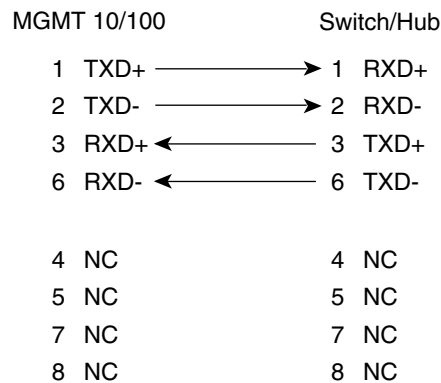 MGMT 10/100 Switch/Hub
1 TXD+ 1 RXD+
2 TXD- 2 RXD-
3 RXD+ 3 TXD+
6 RXD- 6 TXD-
4 NC 4 NC
5 NC 5 NC
7 NC 7 NC
8 NC 8 NC